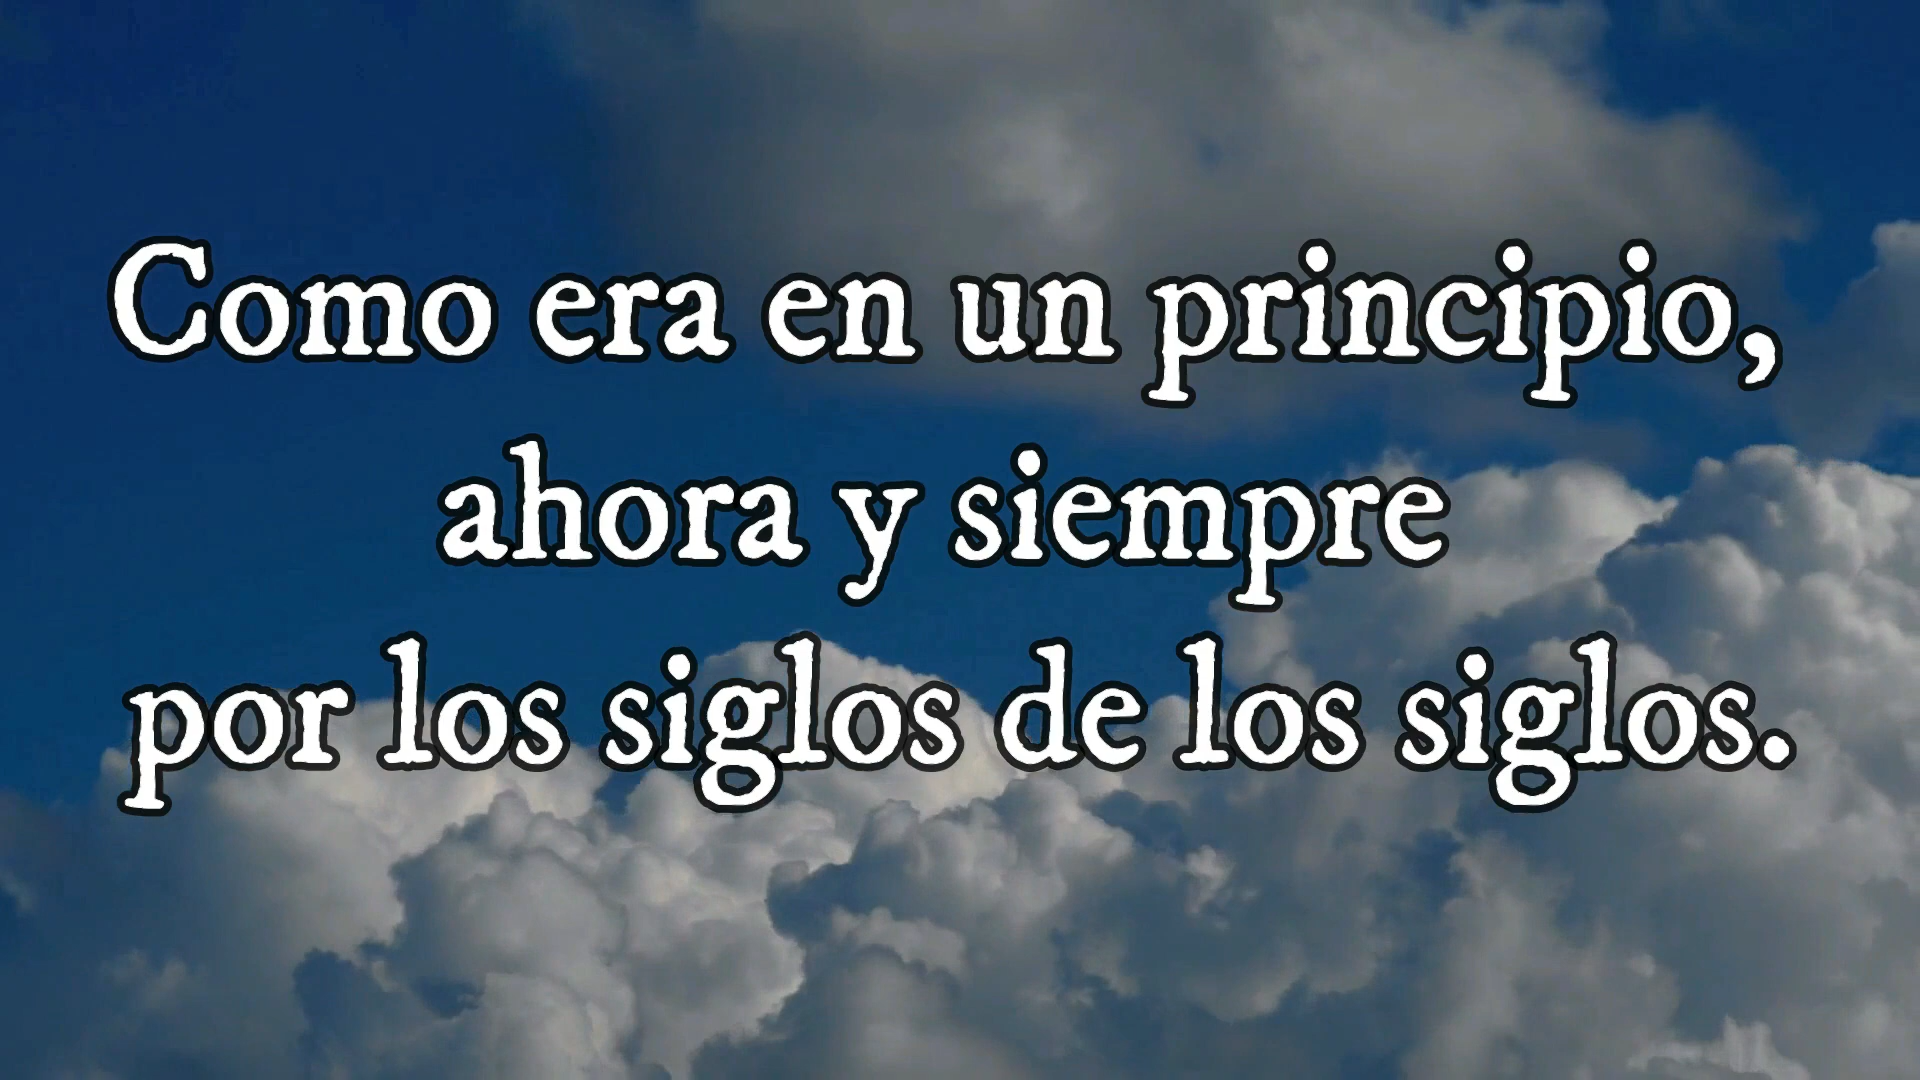 Como era en un principio,
ahora y siempre
por los siglos de los siglos.